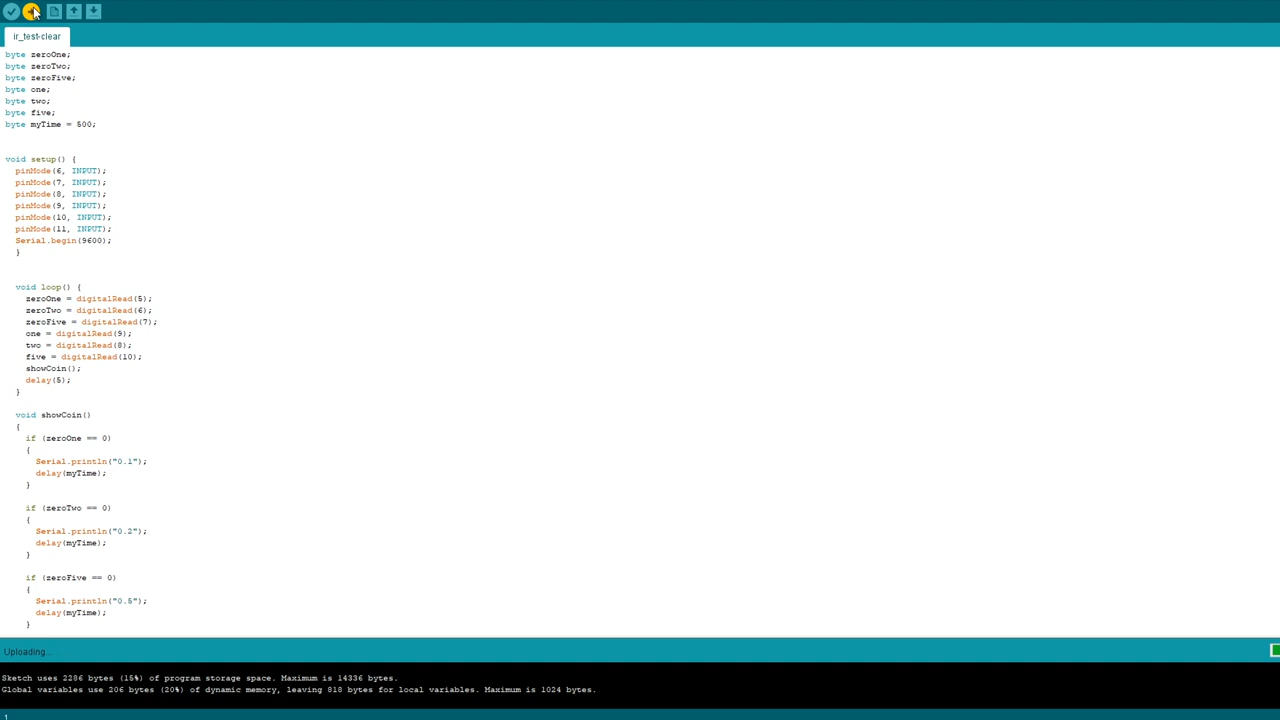 ir_test-clear
byte zeroOne;
byte zeroTwo;
byte zeroFive;
byte one;
byte two;
byte five;
byte myTime = 500;
void setup() {
pinMode(6, INPUT);
pinMode(7, INPUT);
pinMode(8, INPUT);
pinMode(9, INPUT);
pinMode(10, INPUT);
pinMode(11, INPUT);
Serial.begin(9600);
}
void loop() {
zeroOne = digitalRead(5);
zeroTwo = digitalRead(6);
zeroFive = digitalRead(7);
one = digitalRead(9);
two = digitalRead(8);
five = digitalRead(10);
showCoin();
delay(5);
}
void showCoin()
{
if (zeroOne == 0)
{
Serial.println("0.1");
delay(myTime);
}
if (zeroTwo == 0)
{
Serial.println("0.2");
delay(myTime);
}
if (zeroFive == 0)
{
Serial.println("0.5");
delay(myTime);
}
Uploading...
Sketch uses 2286 bytes (15%) of program storage space. Maximum is 14336 bytes.
Global variables use 206 bytes (20%) of dynamic memory, leaving 818 bytes for local variables. Maximum is 1024 bytes.
1